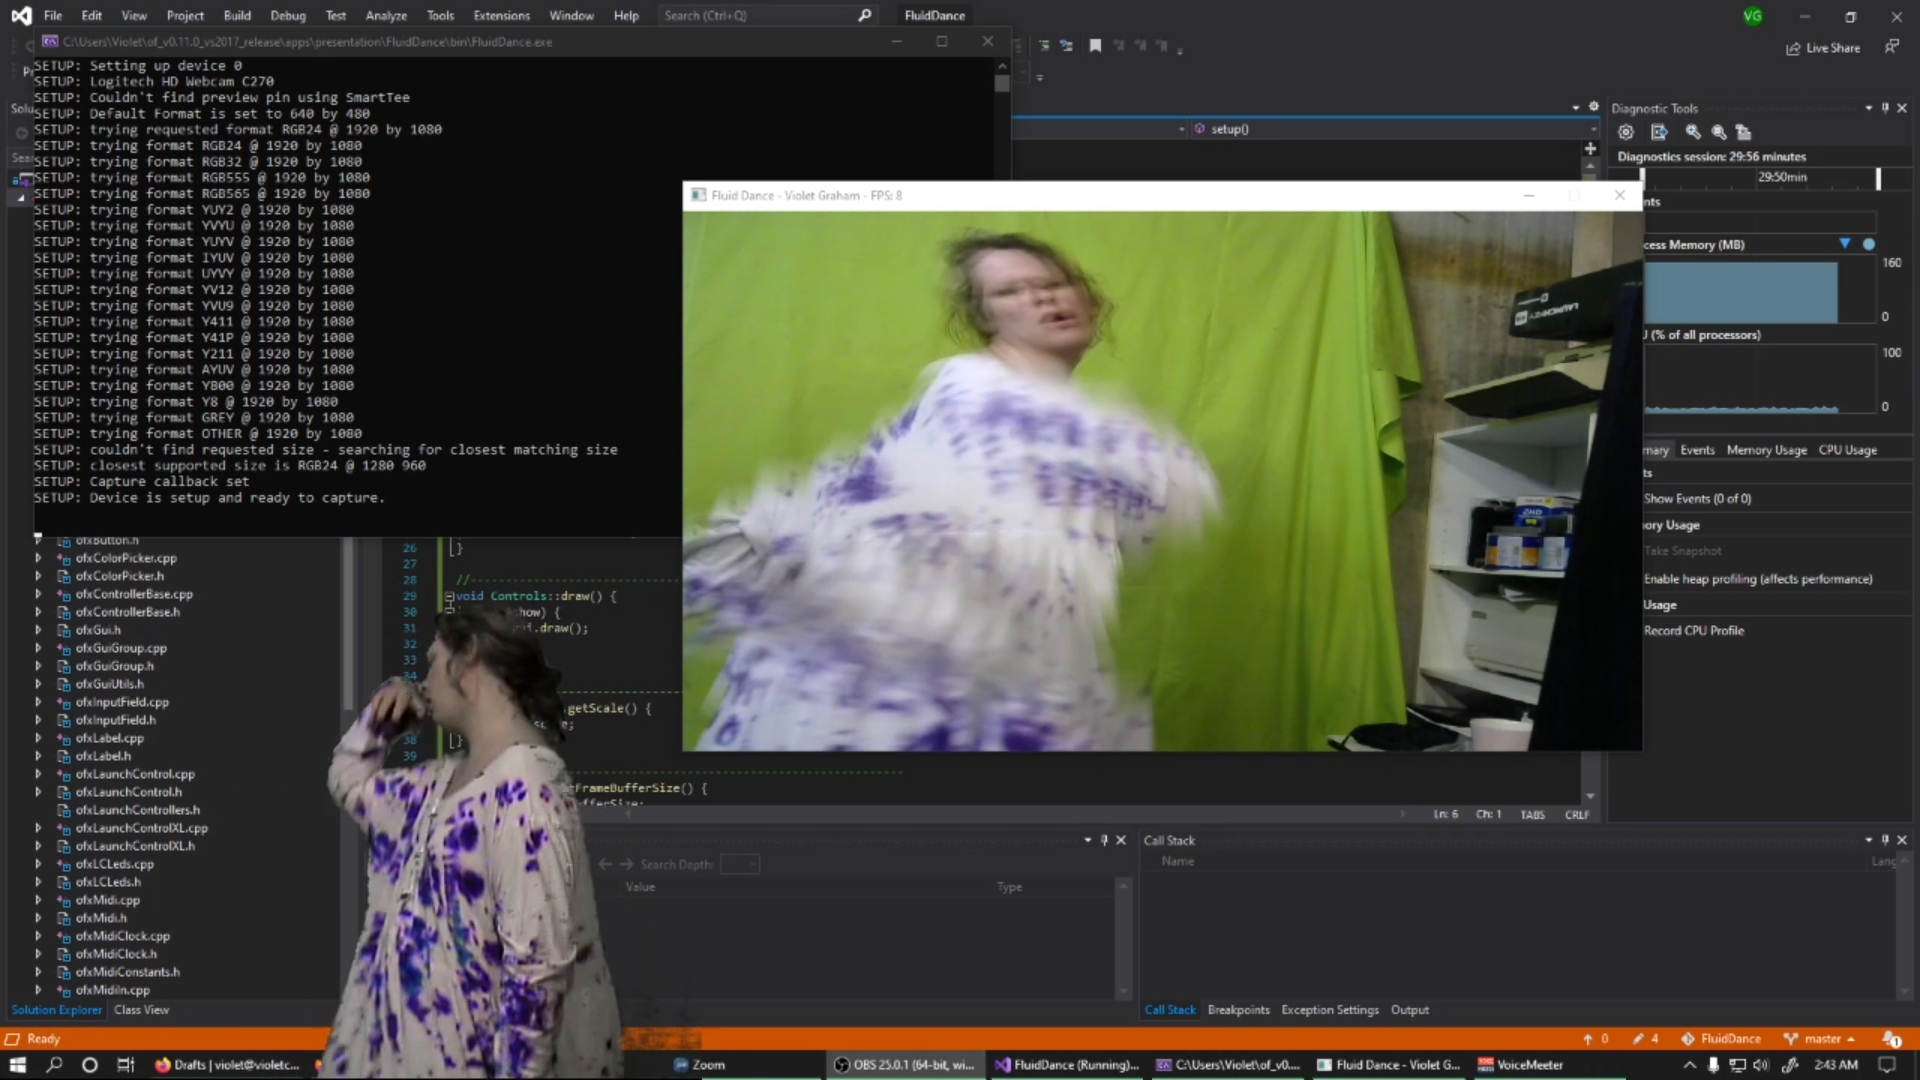 File Edit View Project Build Debug Test Analyze Tools Extensions Window Help Search (Ctrl+Q) FluidDance VG
C:\Users\Violet\of_v0.11.0_vs2017_release\apps\presentation\FluidDance\bin\FluidDance.exe
Live Share
SETUP: Setting up device 0
SETUP: Logitech HD Webcam C270
SETUP: Couldn't find preview pin using SmartTee
SETUP: Default Format is set to 640 by 480
SETUP: trying requested format RGB24 @ 1920 by 1080
SETUP: trying format RGB24 @ 1920 by 1080
SETUP: trying format RGB32 @ 1920 by 1080
SETUP: trying format RGB555 @ 1920 by 1080
SETUP: trying format RGB565 @ 1920 by 1080
SETUP: trying format YUY2 @ 1920 by 1080
SETUP: trying format YVYU @ 1920 by 1080
SETUP: trying format YUYV @ 1920 by 1080
SETUP: trying format IYUV @ 1920 by 1080
SETUP: trying format UYVY @ 1920 by 1080
SETUP: trying format YV12 @ 1920 by 1080
SETUP: trying format YVU9 @ 1920 by 1080
SETUP: trying format Y411 @ 1920 by 1080
SETUP: trying format Y41P @ 1920 by 1080
SETUP: trying format Y211 @ 1920 by 1080
SETUP: trying format AYUV @ 1920 by 1080
SETUP: trying format Y800 @ 1920 by 1080
SETUP: trying format Y8 @ 1920 by 1080
SETUP: trying format GREY @ 1920 by 1080
SETUP: trying format OTHER @ 1920 by 1080
SETUP: couldn't find requested size - searching for closest matching size
SETUP: closest supported size is RGB24 @ 1280 960
SETUP: Capture callback set
SETUP: Device is setup and ready to capture.
setup()
Fluid Dance - Violet Graham - FPS: 8
Diagnostic Tools
Diagnostics session: 29:56 minutes
29:50min
nts
cess Memory (MB)
160
0
(% of all processors)
100
0
mary Events Memory Usage CPU Usage
ts
Show Events (0 of 0)
ory Usage
Take Snapshot
Enable heap profiling (affects performance)
Usage
Record CPU Profile
ofxButton.h
ofxColorPicker.cpp
ofxColorPicker.h
ofxControllerBase.cpp
ofxControllerBase.h
ofxGui.h
ofxGuiGroup.cpp
ofxGuiGroup.h
ofxGuiUtils.h
ofxInputField.cpp
ofxInputField.h
ofxLabel.cpp
ofxLabel.h
ofxLaunchControl.cpp
ofxLaunchControl.h
ofxLaunchControllers.h
ofxLaunchControlXL.cpp
ofxLaunchControlXL.h
ofxLCLeds.cpp
ofxLCLeds.h
ofxMidi.cpp
ofxMidi.h
ofxMidiClock.cpp
ofxMidiClock.h
ofxMidiConstants.h
ofxMidiIn.cpp
Solution Explorer Class View
26 }
27
28 //
29 void Controls::draw() {
30 how) {
31 .draw();
32
33
34
.getScale() {
38 }
39
tFrameBufferSize() {
Ln: 6 Ch: 1 TABS CRLF
Search Depth:
Value Type
Call Stack
Name Lang
Call Stack Breakpoints Exception Settings Output
Ready 0 4 FluidDance master 1
Drafts | violet@violetc... Zoom OBS 25.0.1 (64-bit, wi... FluidDance (Running)... C:\Users\Violet\of_v0.... Fluid Dance - Violet G... VoiceMeeter 2:43 AM